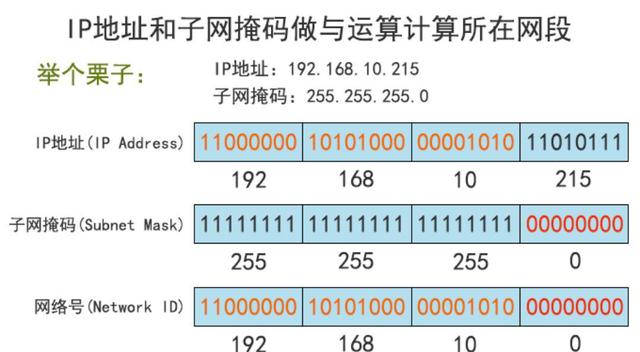 IP地址和子网掩码做与运算计算所在网段
举个栗子：
IP地址：192.168.10.215
子网掩码：255.255.255.0
IP地址(IP Address) 11000000 10101000 00001010 11010111
192 168 10 215
子网掩码(Subnet Mask) 11111111 11111111 11111111 00000000
255 255 255 0
网络号(Network ID) 11000000 10101000 00001010 00000000
192 168 10 0